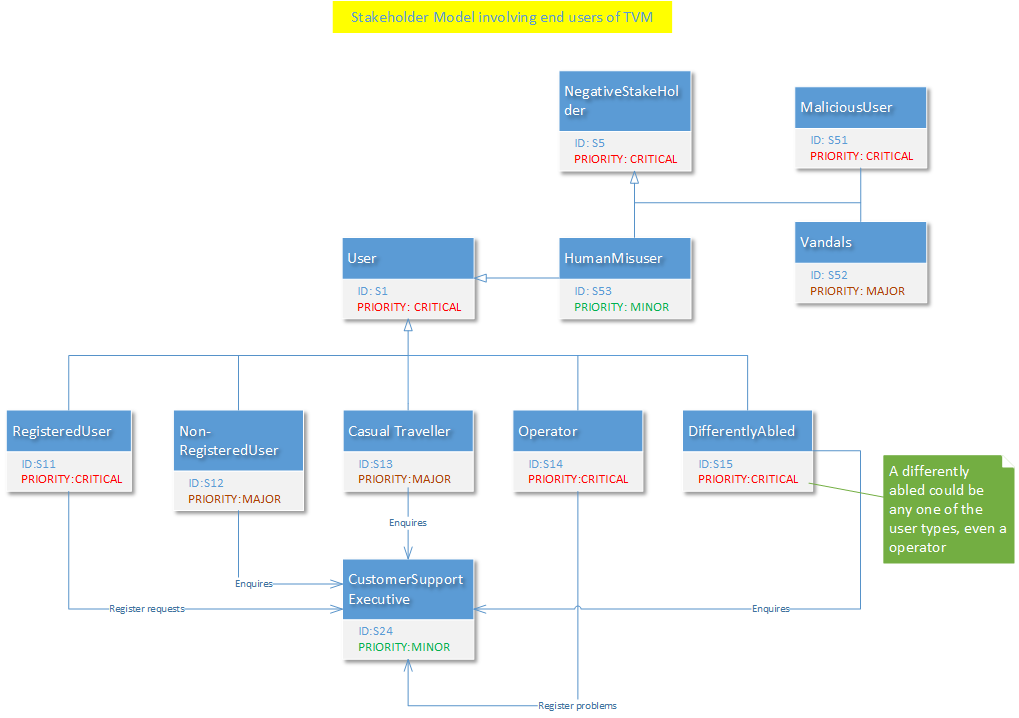 Stakeholder Model involving end users of TVM
NegativeStakeHol
der
ID: S5
PRIORITY: CRITICAL
MaliciousUser
ID: S51
PRIORITY: CRITICAL
User
ID: S1
PRIORITY: CRITICAL
HumanMisuser
ID: S53
PRIORITY: MINOR
Vandals
ID: S52
PRIORITY: MAJOR
RegisteredUser
ID:S11
PRIORITY:CRITICAL
Non-
RegisteredUser
ID:S12
PRIORITY:MAJOR
Casual Traveller
ID:S13
PRIORITY:MAJOR
Operator
ID:S14
PRIORITY:CRITICAL
DifferentlyAbled
ID:S15
PRIORITY:CRITICAL
A differently
abled could be
any one of the
user types, even a
operator
Enquires
Enquires
Register requests
CustomerSupport
Executive
ID:S24
PRIORITY:MINOR
Enquires
Register problems